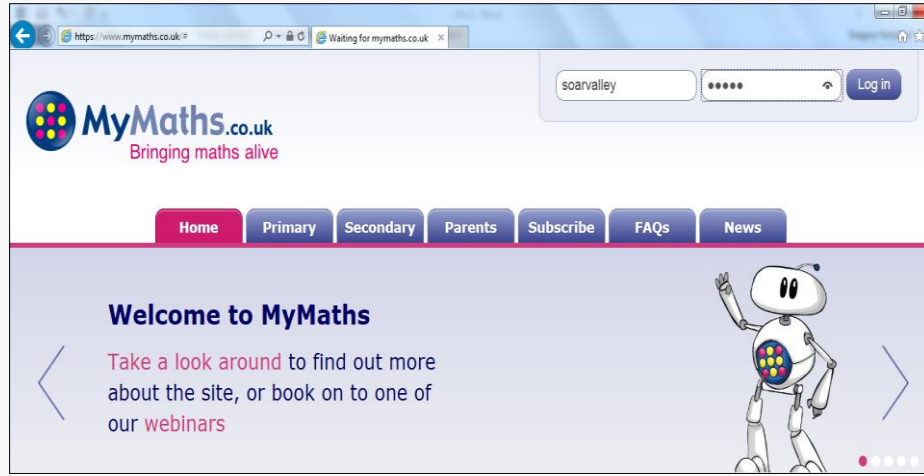 https://www.mymaths.co.uk/#
Waiting for mymaths.co.uk
soarvalley
•••••
Log in
MyMaths.co.uk
Bringing maths alive
Home
Primary
Secondary
Parents
Subscribe
FAQs
News
Welcome to MyMaths
Take a look around to find out more
about the site, or book on to one of
our webinars